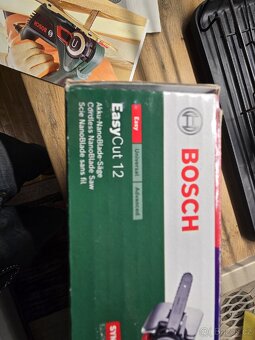 BOSCH
Easy
Universal
Advanced
EasyCut 12
Akku-NanoBlade-Säge
Cordless NanoBlade Saw
Scie NanoBlade sans fil